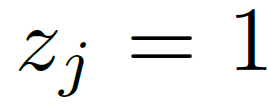 z_j = 1